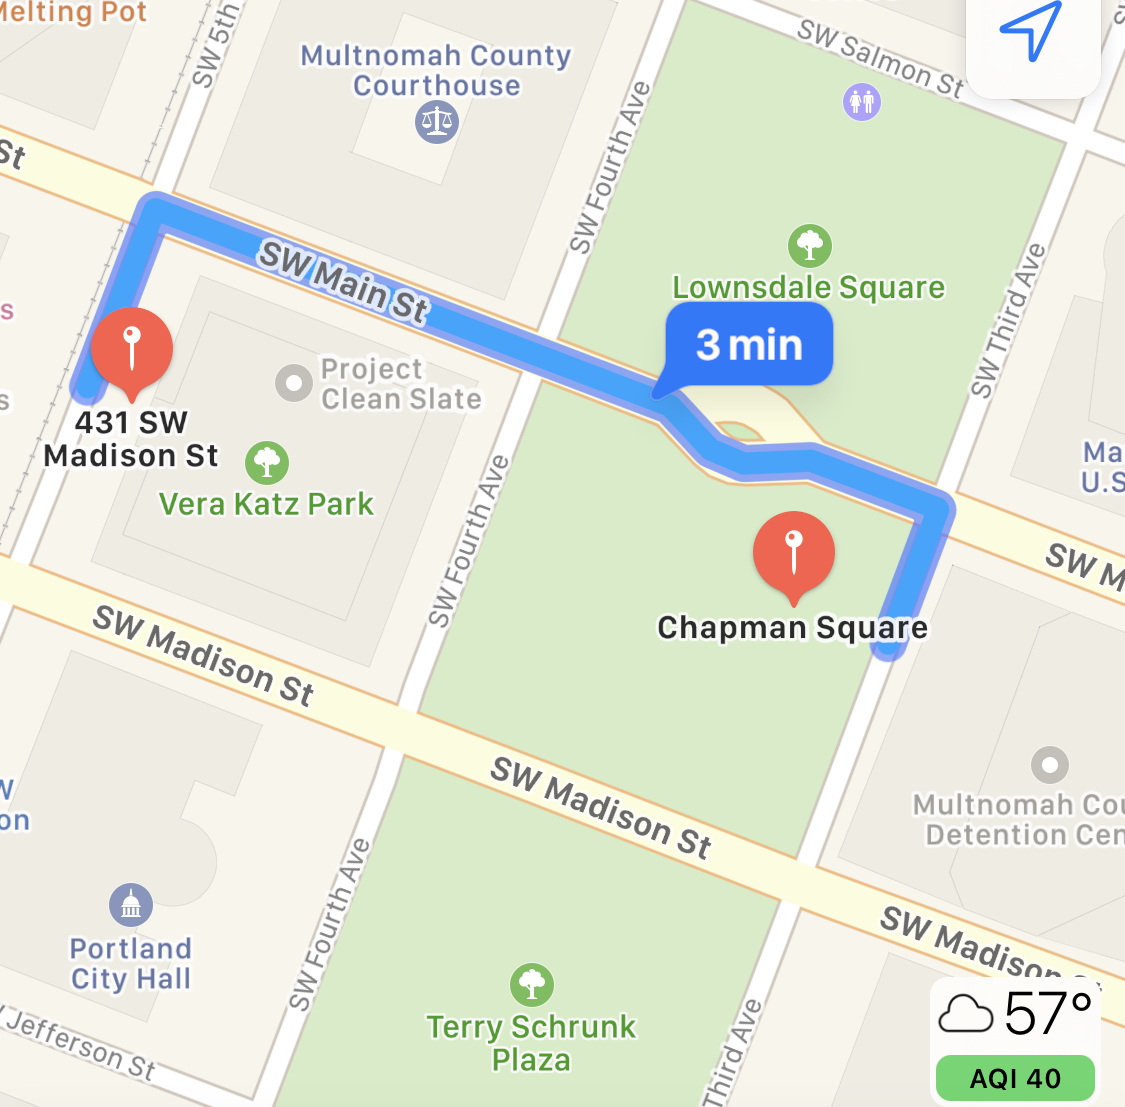 Melting Pot
SW 5th
Multnomah County
Courthouse
SW Salmon St
St
SW Fourth Ave
SW Main St
Lownsdale Square
SW Third Ave
3 min
s
Project
Clean Slate
s
431 SW
Madison St
Vera Katz Park
Ma
U.S
SW Fourth Ave
SW M
Chapman Square
SW Madison St
SW Madison St
W
on
Multnomah Cou
Detention Cen
SW Fourth Ave
Portland
City Hall
SW Madison
Terry Schrunk
Plaza
Third Ave
Jefferson St
57°
AQI 40